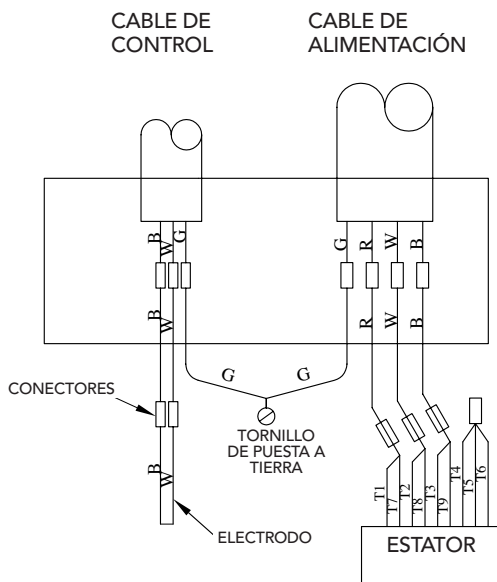 CABLE DE
CONTROL
CABLE DE
ALIMENTACIÓN
B
W
G
G
R
W
B
B
W
R
W
B
G
G
CONECTORES
TORNILLO
DE PUESTA A
TIERRA
B
W
ELECTRODO
T1
T7
T2
T8
T3
T9
T4
T5
T6
ESTATOR